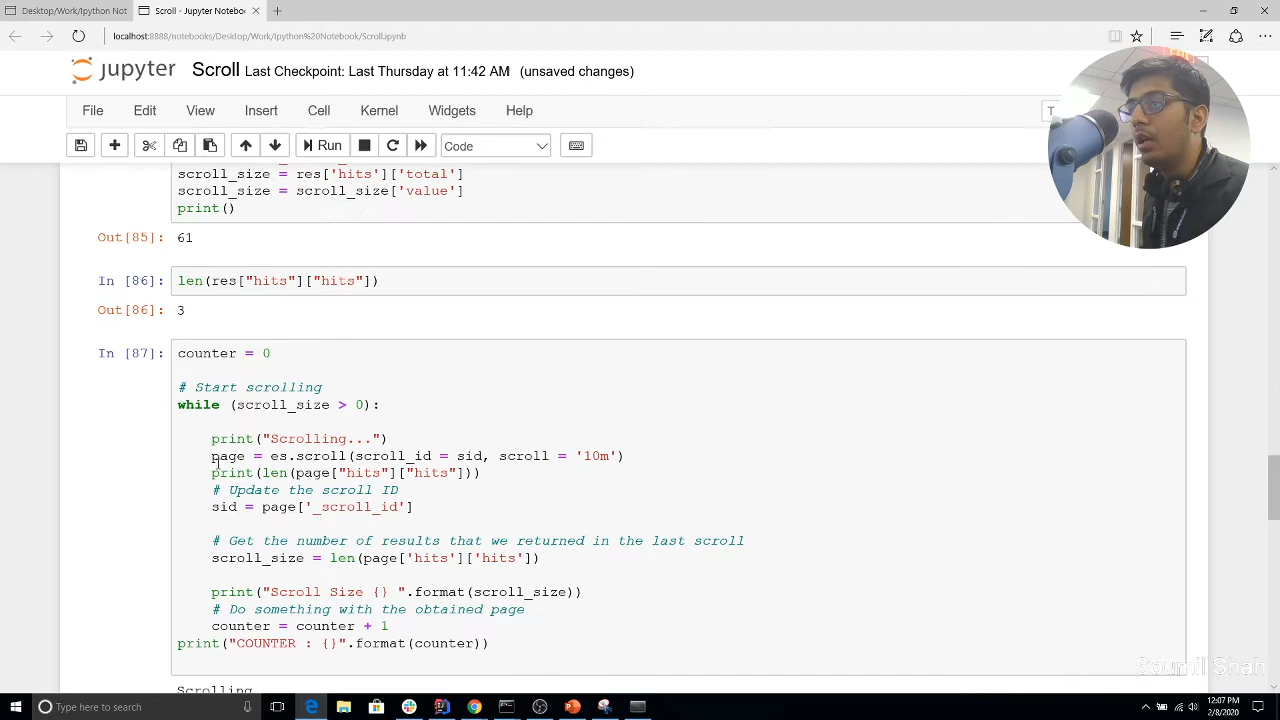 Desktop/Work/Ipython Not
Scroll - Jupyter Notebo
localhost:8888/notebooks/Desktop/Work/Ipython%20Notebook/Scroll.ipynb
jupyter Scroll Last Checkpoint: Last Thursday at 11:42 AM (unsaved changes)
File Edit View Insert Cell Kernel Widgets Help
T
Run Code
scroll_size = res['hits']['total']
scroll_size = scroll_size['value']
print()
Out[85]: 61
In [86]: len(res["hits"]["hits"])
Out[86]: 3
In [87]: counter = 0
# Start scrolling
while (scroll_size > 0):
print("Scrolling...")
page = es.scroll(scroll_id = sid, scroll = '10m')
print(len(page["hits"]["hits"]))
# Update the scroll ID
sid = page['_scroll_id']
# Get the number of results that we returned in the last scroll
scroll_size = len(page['hits']['hits'])
print("Scroll Size {} ".format(scroll_size))
# Do something with the obtained page
counter = counter + 1
print("COUNTER : {}".format(counter))
Scrolling
Soumil Shah
Type here to search
12:07 PM
2/8/2020